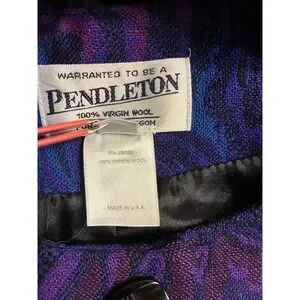 WARRANTED TO BE A
PENDLETON
100% VIRGIN WOOL
100% VIRGIN WOOL
MADE IN U.S.A.